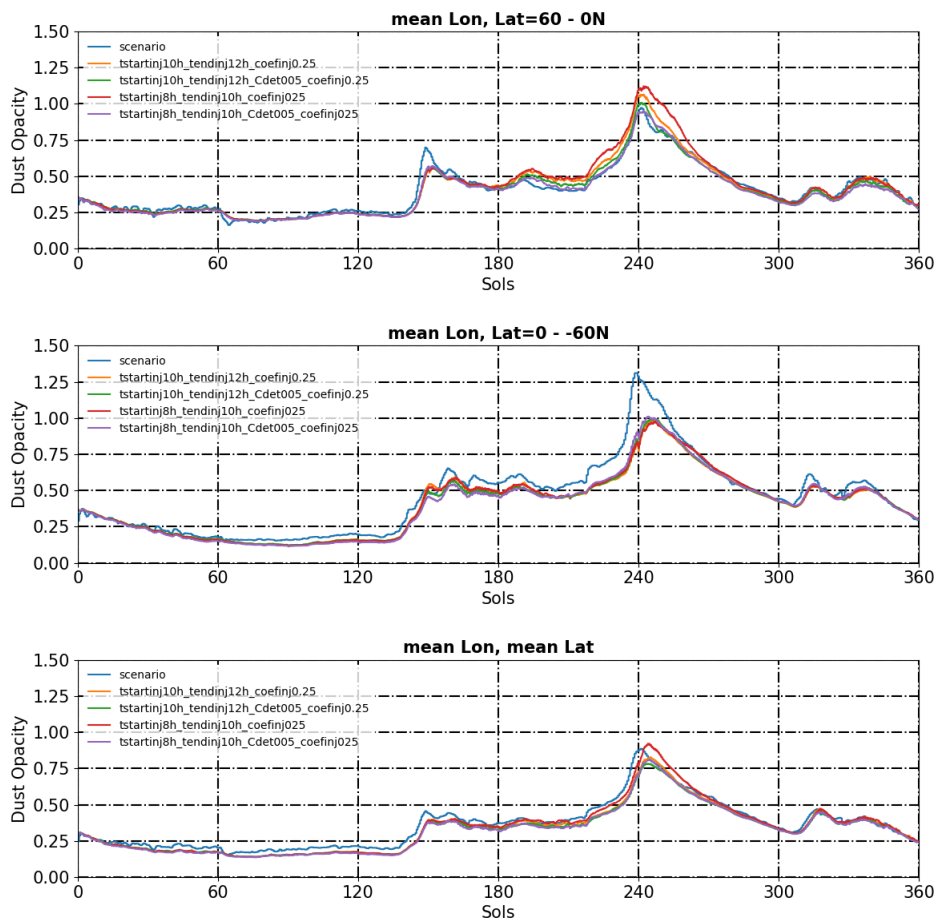 mean Lon, Lat=60 - 0N
1.50
1.25
1.00
0.75
0.50
0.25
0.00
Dust Opacity
scenario
tstartinj10h_tendinj12h_coefinj0.25
tstartinj10h_tendinj12h_Cdet005_coefinj0.25
tstartinj8h_tendinj10h_coefinj025
tstartinj8h_tendinj10h_Cdet005_coefinj025
0 60 120 180 240 300 360
Sols
mean Lon, Lat=0 - -60N
1.50
1.25
1.00
0.75
0.50
0.25
0.00
Dust Opacity
scenario
tstartinj10h_tendinj12h_coefinj0.25
tstartinj10h_tendinj12h_Cdet005_coefinj0.25
tstartinj8h_tendinj10h_coefinj025
tstartinj8h_tendinj10h_Cdet005_coefinj025
0 60 120 180 240 300 360
Sols
mean Lon, mean Lat
1.50
1.25
1.00
0.75
0.50
0.25
0.00
Dust Opacity
scenario
tstartinj10h_tendinj12h_coefinj0.25
tstartinj10h_tendinj12h_Cdet005_coefinj0.25
tstartinj8h_tendinj10h_coefinj025
tstartinj8h_tendinj10h_Cdet005_coefinj025
0 60 120 180 240 300 360
Sols